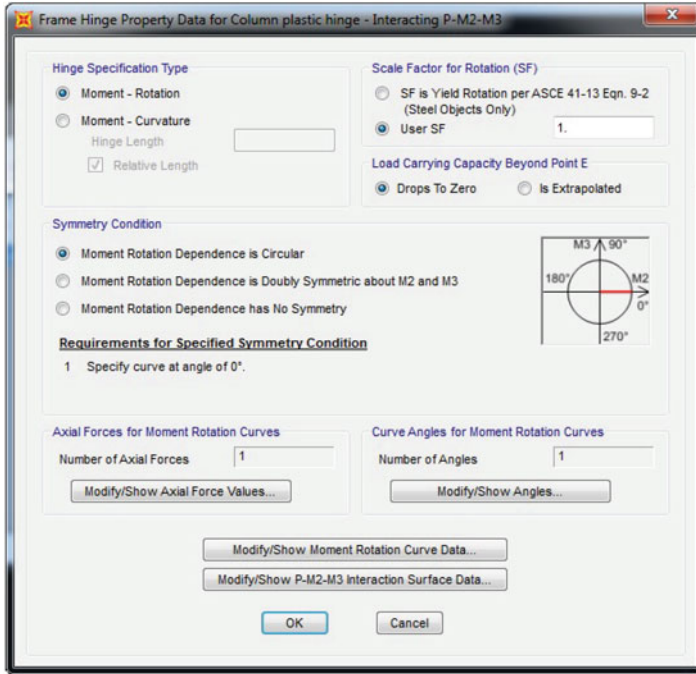 Frame Hinge Property Data for Column plastic hinge - Interacting P-M2-M3
Hinge Specification Type
Moment - Rotation
Moment - Curvature
Hinge Length
Relative Length
Scale Factor for Rotation (SF)
SF is Yield Rotation per ASCE 41-13 Eqn. 9-2
(Steel Objects Only)
User SF
1.
Load Carrying Capacity Beyond Point E
Drops To Zero
Is Extrapolated
Symmetry Condition
Moment Rotation Dependence is Circular
Moment Rotation Dependence is Doubly Symmetric about M2 and M3
Moment Rotation Dependence has No Symmetry
Requirements for Specified Symmetry Condition
1 Specify curve at angle of 0°.
M3 90°
180° M2
0°
270°
Axial Forces for Moment Rotation Curves
Number of Axial Forces 1
Modify/Show Axial Force Values...
Curve Angles for Moment Rotation Curves
Number of Angles 1
Modify/Show Angles...
Modify/Show Moment Rotation Curve Data...
Modify/Show P-M2-M3 Interaction Surface Data...
OK Cancel